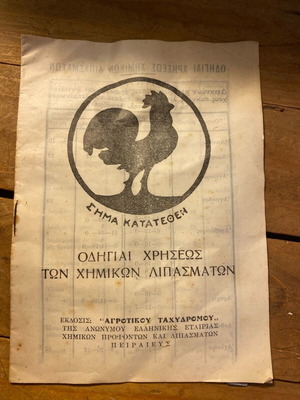 ΣΗΜΑ ΚΑΤΑΤΕΘΕΝ
ΟΔΗΓΙΑΙ ΧΡΗΣΕΩΣ
ΤΩΝ ΧΗΜΙΚΩΝ ΛΙΠΑΣΜΑΤΩΝ
ΕΚΔΟΣΙΣ: "ΑΓΡΟΤΙΚΟΥ ΤΑΧΥΔΡΟΜΟΥ„
ΤΗΣ ΑΝΩΝΥΜΟΥ ΕΛΛΗΝΙΚΗΣ ΕΤΑΙΡΙΑΣ
ΧΗΜΙΚΩΝ ΠΡΟΪΟΝΤΩΝ ΚΑΙ ΛΙΠΑΣΜΑΤΩΝ
ΠΕΙΡΑΙΕΥΣ